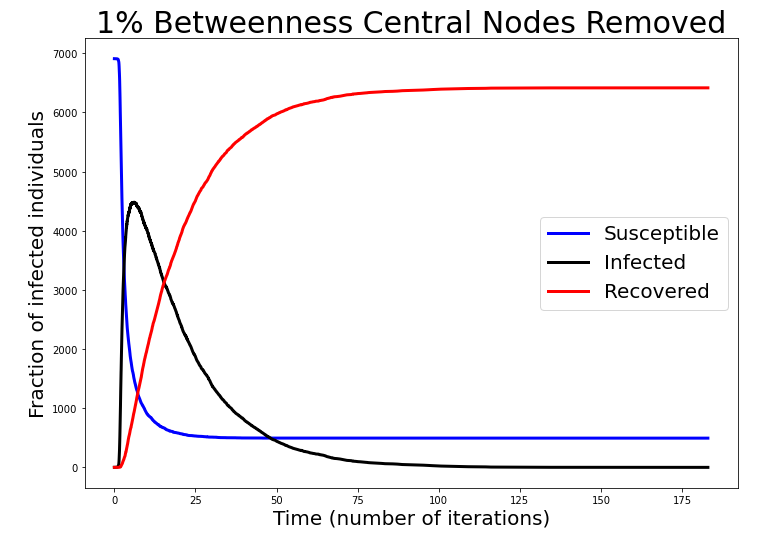 1% Betweenness Central Nodes Removed
Fraction of infected individuals
7000
6000
5000
4000
3000
2000
1000
0
Susceptible
Infected
Recovered
0 25 50 75 100 125 150 175
Time (number of iterations)